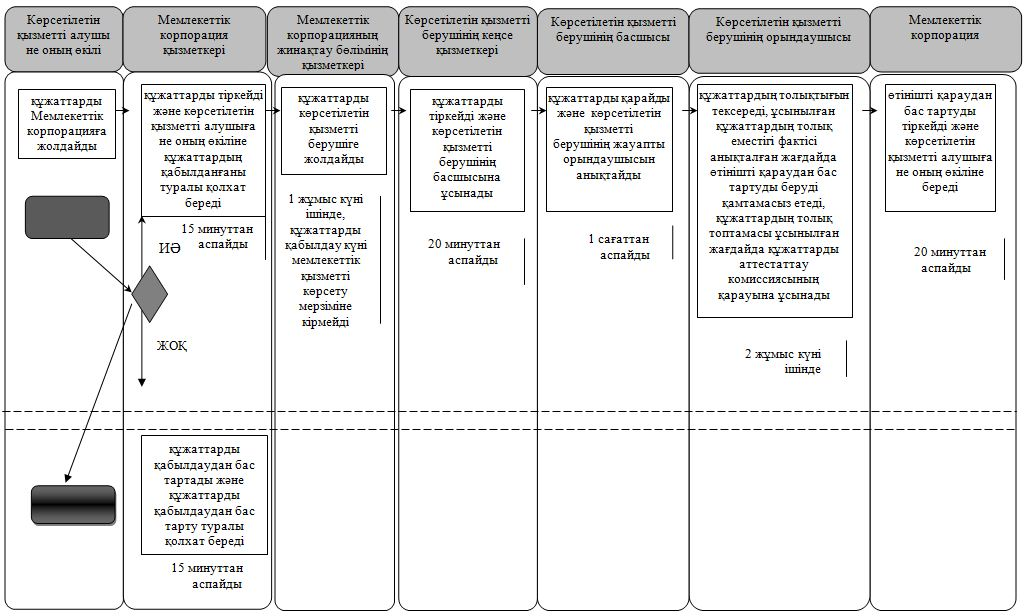 Көрсетілетін
қызметті алушы
не оның өкілі
Мемлекеттік
корпорация
қызметкері
Мемлекеттік
корпорацияның
жинақтау бөлімінің
қызметкері
Көрсетілетін қызметті
берушінің кеңсе
қызметкері
Көрсетілетін қызметті
берушінің басшысы
Көрсетілетін қызметті
берушінің орындаушысы
Мемлекеттік
корпорация
құжаттарды
Мемлекеттік
корпорацияға
жолдайды
құжаттарды тіркейді
және көрсетілетін
қызметті алушыға
не оның өкіліне
құжаттардың
қабылданғаны
туралы қолхат
береді
15 минуттан
аспайды
ИӘ
ЖОҚ
құжаттарды
көрсетілетін
қызметті
берушіге
жолдайды
1 жұмыс күні
ішінде,
құжаттарды
қабылдау күні
мемлекеттік
қызметті
көрсету
мерзіміне
кірмейді
құжаттарды
тіркейді және
көрсетілетін
қызметті
берушінің
басшысына
ұсынады
20 минуттан
аспайды
құжаттарды қарайды
және көрсетілетін
қызметті
берушінің жауапты
орындаушысын
анықтайды
1 сағаттан
аспайды
құжаттардың толықтығын
тексереді, ұсынылған
құжаттардың толық
еместігі фактісі
анықталған жағдайда
өтінішті қараудан бас
тартуды беруді
қамтамасыз етеді,
құжаттардың толық
топтамасы ұсынылған
жағдайда құжаттарды
аттестаттау
комиссиясының
қарауына ұсынады
2 жұмыс күні
ішінде
өтінішті қараудан
бас тартуды
тіркейді және
көрсетілетін
қызметті алушыға
не оның өкіліне
береді
20 минуттан
аспайды
құжаттарды
қабылдаудан бас
тартады және
құжаттарды
қабылдаудан бас
тарту туралы
қолхат береді
15 минуттан
аспайды